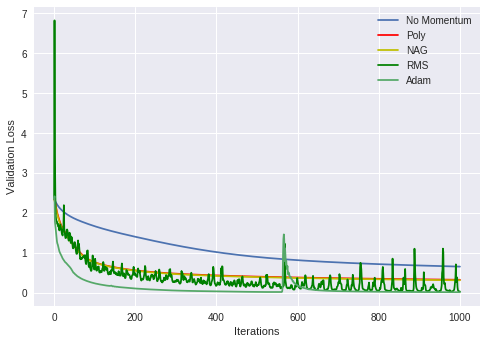 7
6
5
4
3
2
1
0
Validation Loss
No Momentum
Poly
NAG
RMS
Adam
0 200 400 600 800 1000
Iterations